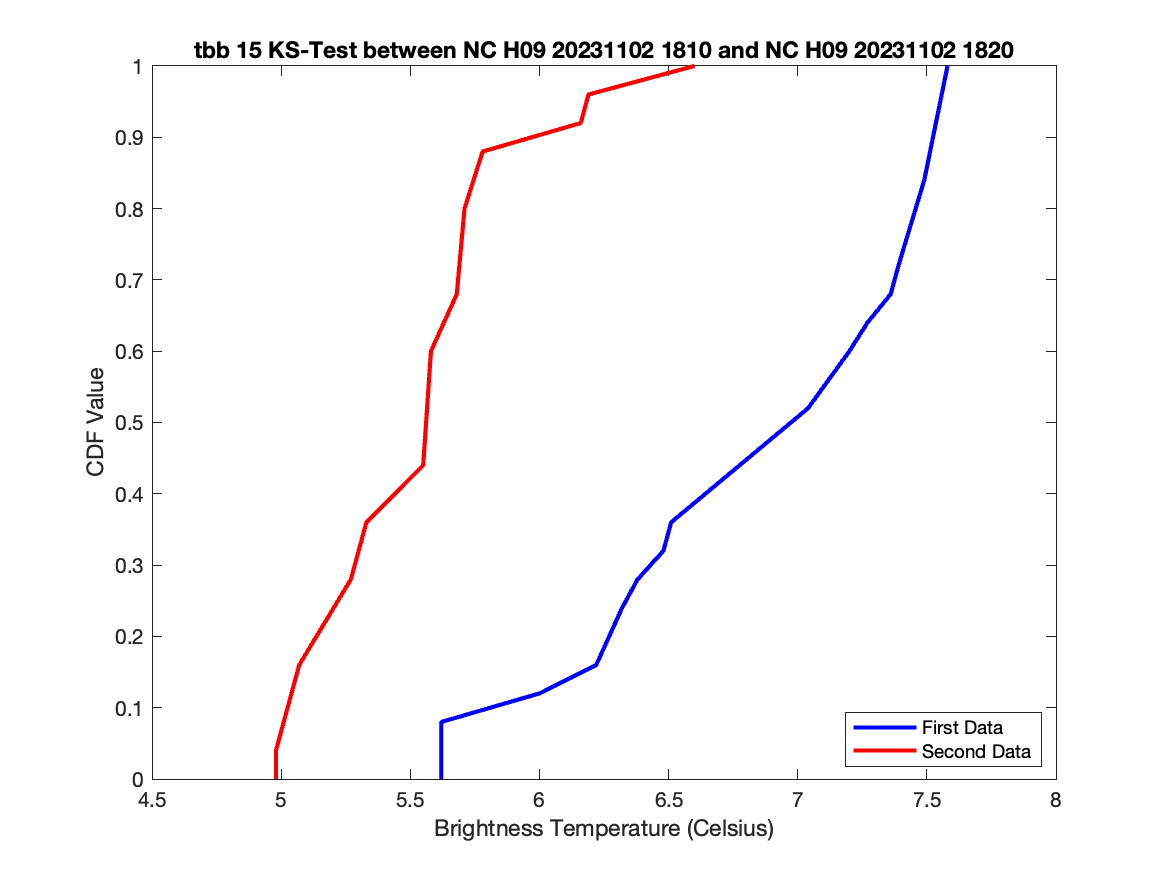 tbb 15 KS-Test between NC H09 20231102 1810 and NC H09 20231102 1820
1
0.9
0.8
0.7
0.6
0.5
0.4
0.3
0.2
0.1
0
CDF Value
4.5 5 5.5 6 6.5 7 7.5 8
Brightness Temperature (Celsius)
First Data
Second Data